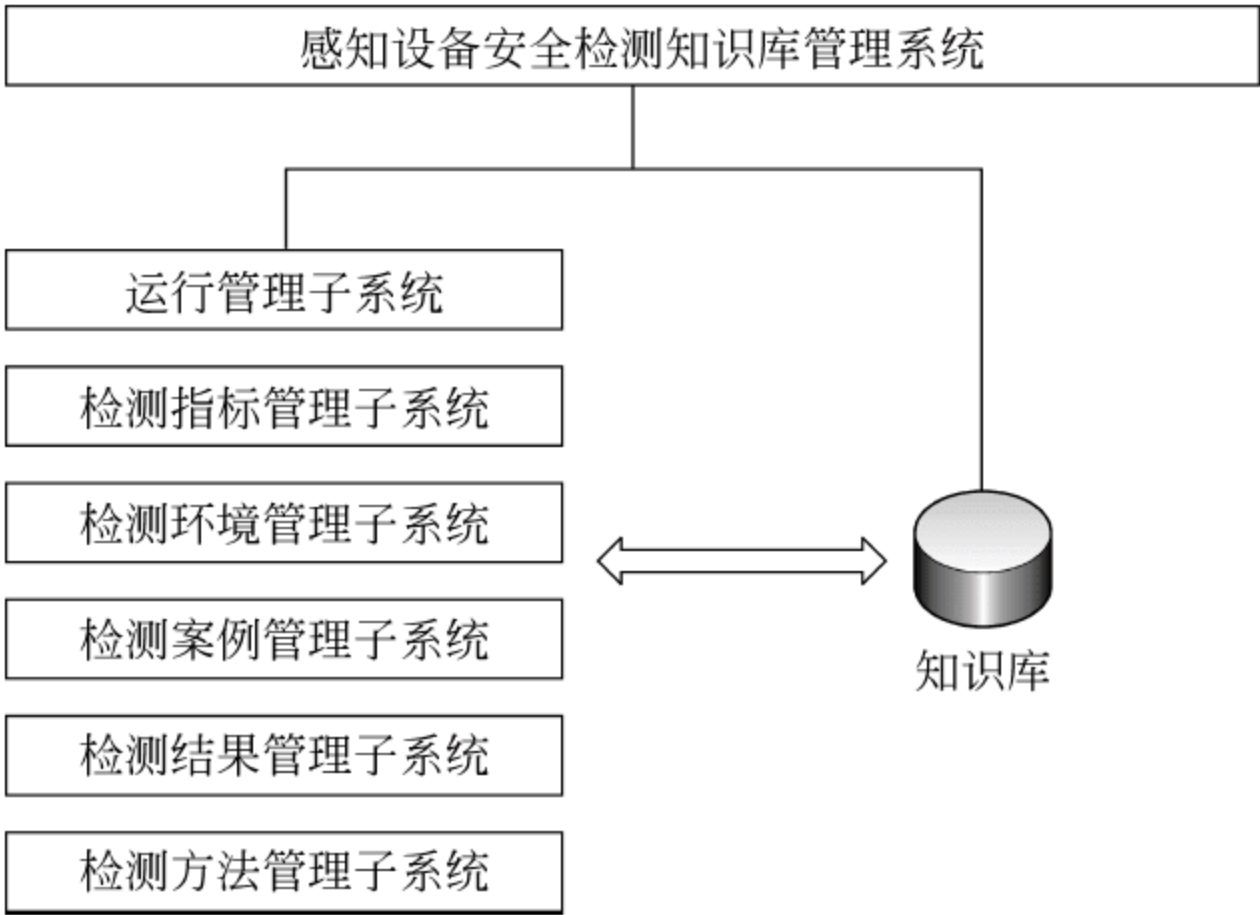 感知设备安全检测知识库管理系统
运行管理子系统
检测指标管理子系统
检测环境管理子系统
检测案例管理子系统
知识库
检测结果管理子系统
检测方法管理子系统